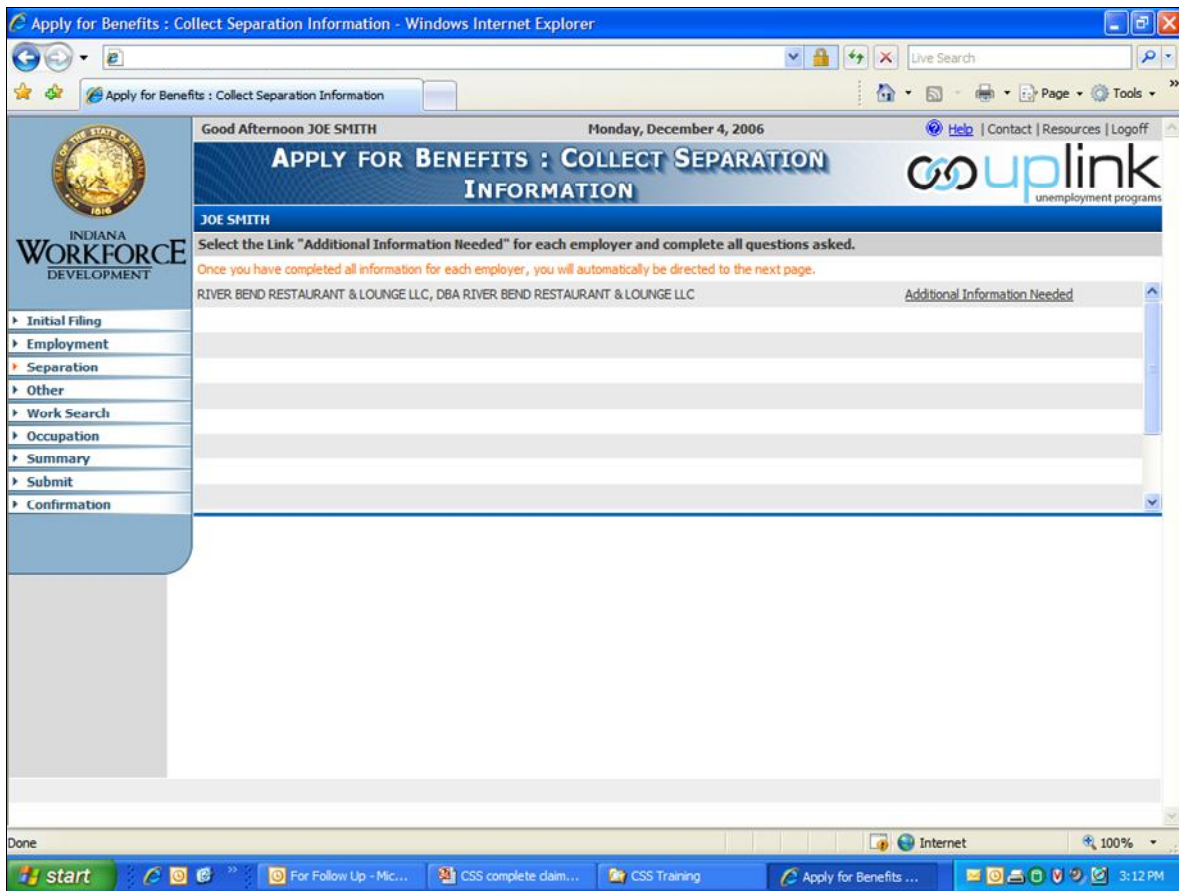 Apply for Benefits : Collect Separation Information - Windows Internet Explorer
Live Search
Apply for Benefits : Collect Separation Information
Page
Tools
Good Afternoon JOE SMITH
Monday, December 4, 2006
Help | Contact | Resources | Logoff
APPLY FOR BENEFITS : COLLECT SEPARATION
INFORMATION
uplink
unemployment programs
1816
INDIANA
WORKFORCE
DEVELOPMENT
JOE SMITH
Select the Link "Additional Information Needed" for each employer and complete all questions asked.
Once you have completed all information for each employer, you will automatically be directed to the next page.
RIVER BEND RESTAURANT & LOUNGE LLC, DBA RIVER BEND RESTAURANT & LOUNGE LLC
Additional Information Needed
Initial Filing
Employment
Separation
Other
Work Search
Occupation
Summary
Submit
Confirmation
Done
Internet
100%
start
For Follow Up - Mic...
CSS complete claim...
CSS Training
Apply for Benefits ...
3:12 PM